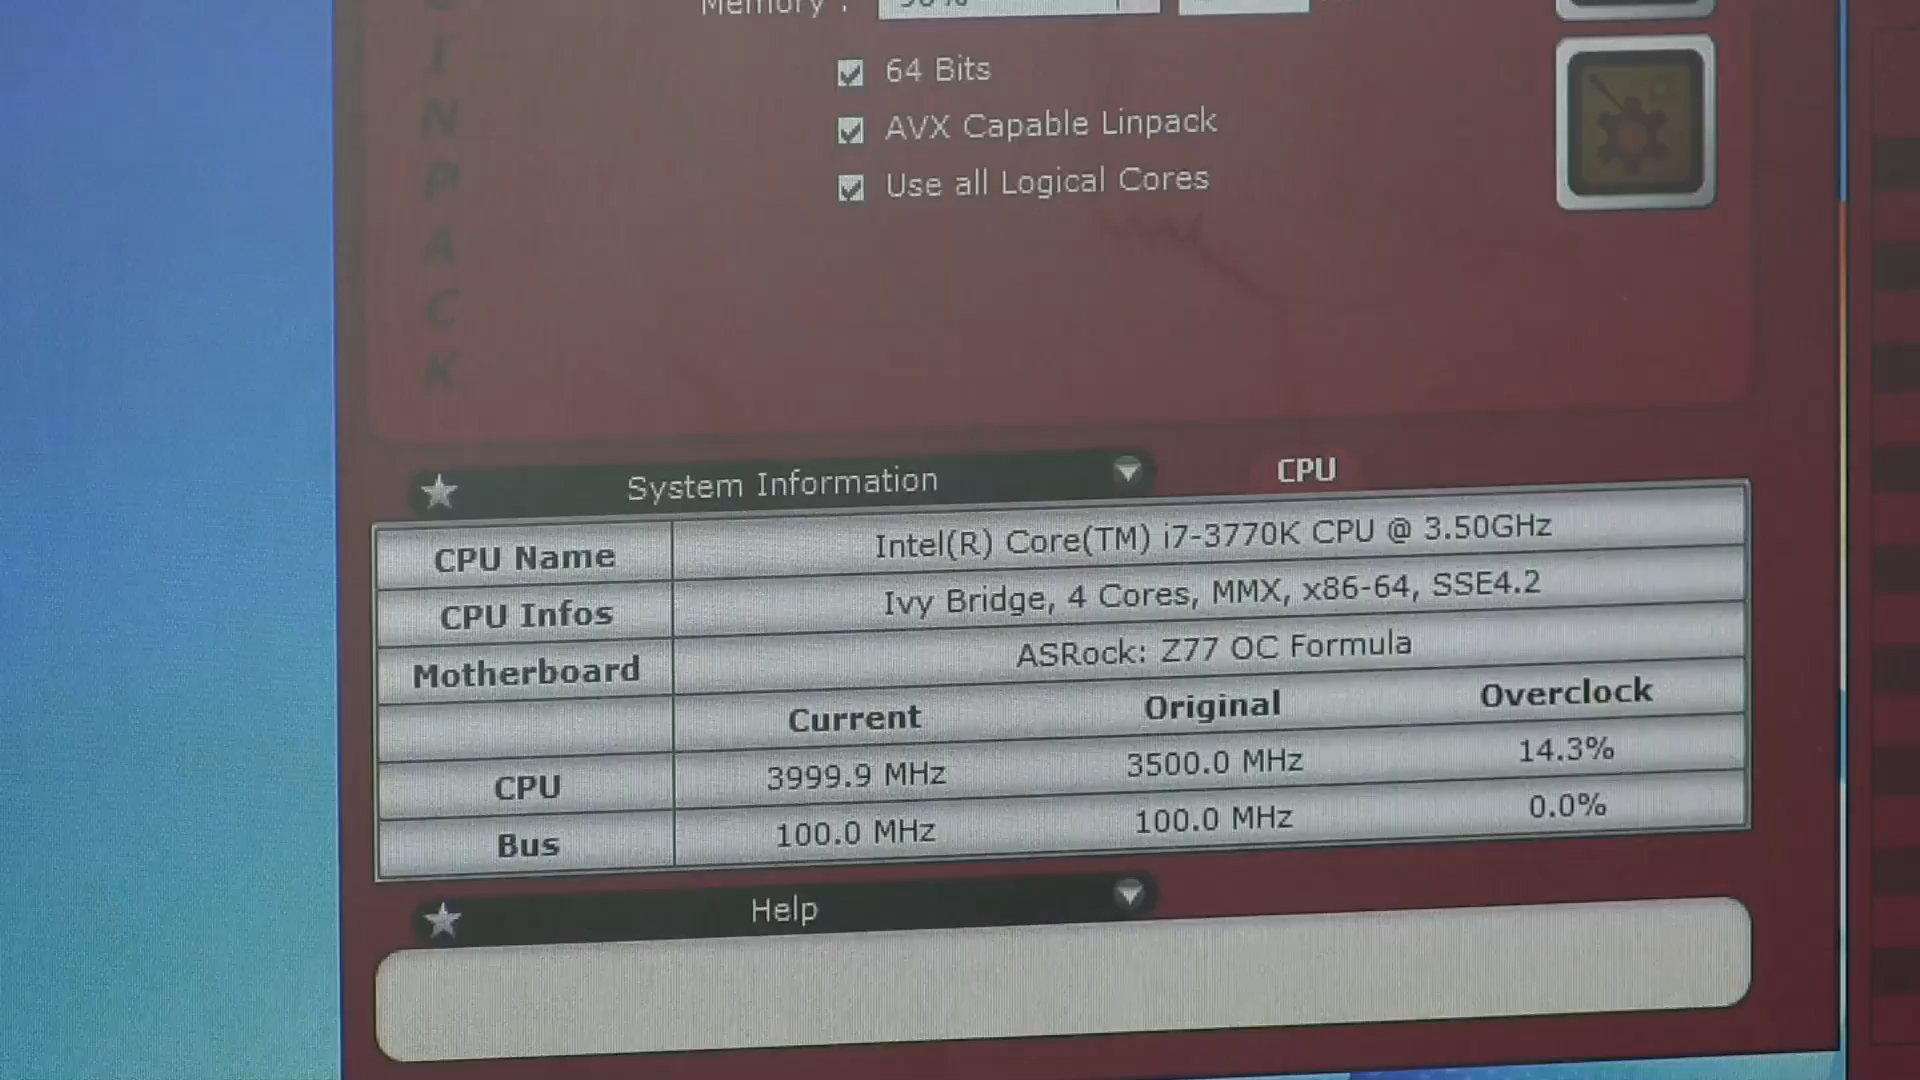 Memory :
64 Bits
AVX Capable Linpack
Use all Logical Cores
I
N
P
A
C
K
System Information
CPU
CPU Name Intel(R) Core(TM) i7-3770K CPU @ 3.50GHz
CPU Infos Ivy Bridge, 4 Cores, MMX, x86-64, SSE4.2
Motherboard ASRock: Z77 OC Formula
Current Original Overclock
CPU 3999.9 MHz 3500.0 MHz 14.3%
Bus 100.0 MHz 100.0 MHz 0.0%
Help